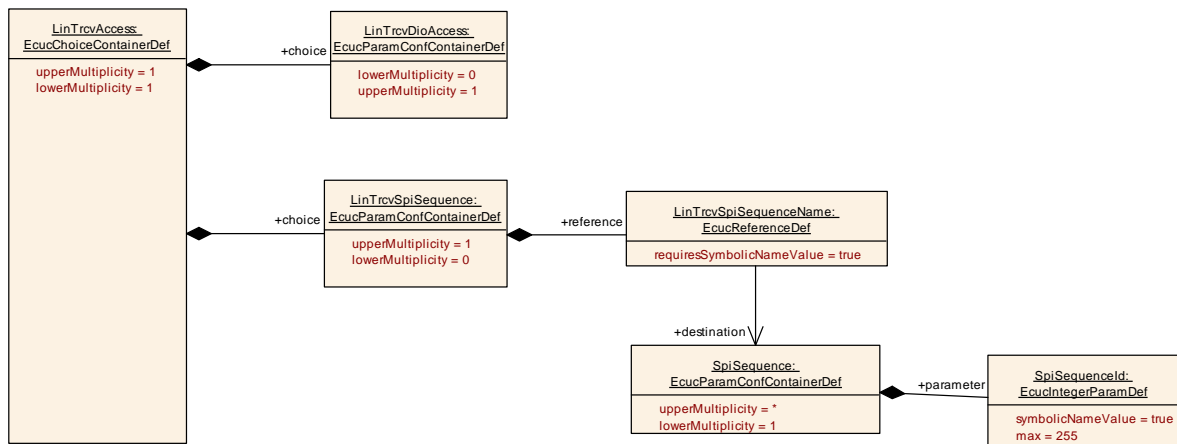 LinTrcvAccess:
EcucChoiceContainerDef
upperMultiplicity = 1
lowerMultiplicity = 1
+choice
LinTrcvDioAccess:
EcucParamConfContainerDef
lowerMultiplicity = 0
upperMultiplicity = 1
+choice
LinTrcvSpiSequence:
EcucParamConfContainerDef
upperMultiplicity = 1
lowerMultiplicity = 0
+reference
LinTrcvSpiSequenceName:
EcucReferenceDef
requiresSymbolicNameValue = true
+destination
SpiSequence:
EcucParamConfContainerDef
upperMultiplicity = *
lowerMultiplicity = 1
+parameter
SpiSequenceId:
EcucIntegerParamDef
symbolicNameValue = true
max = 255